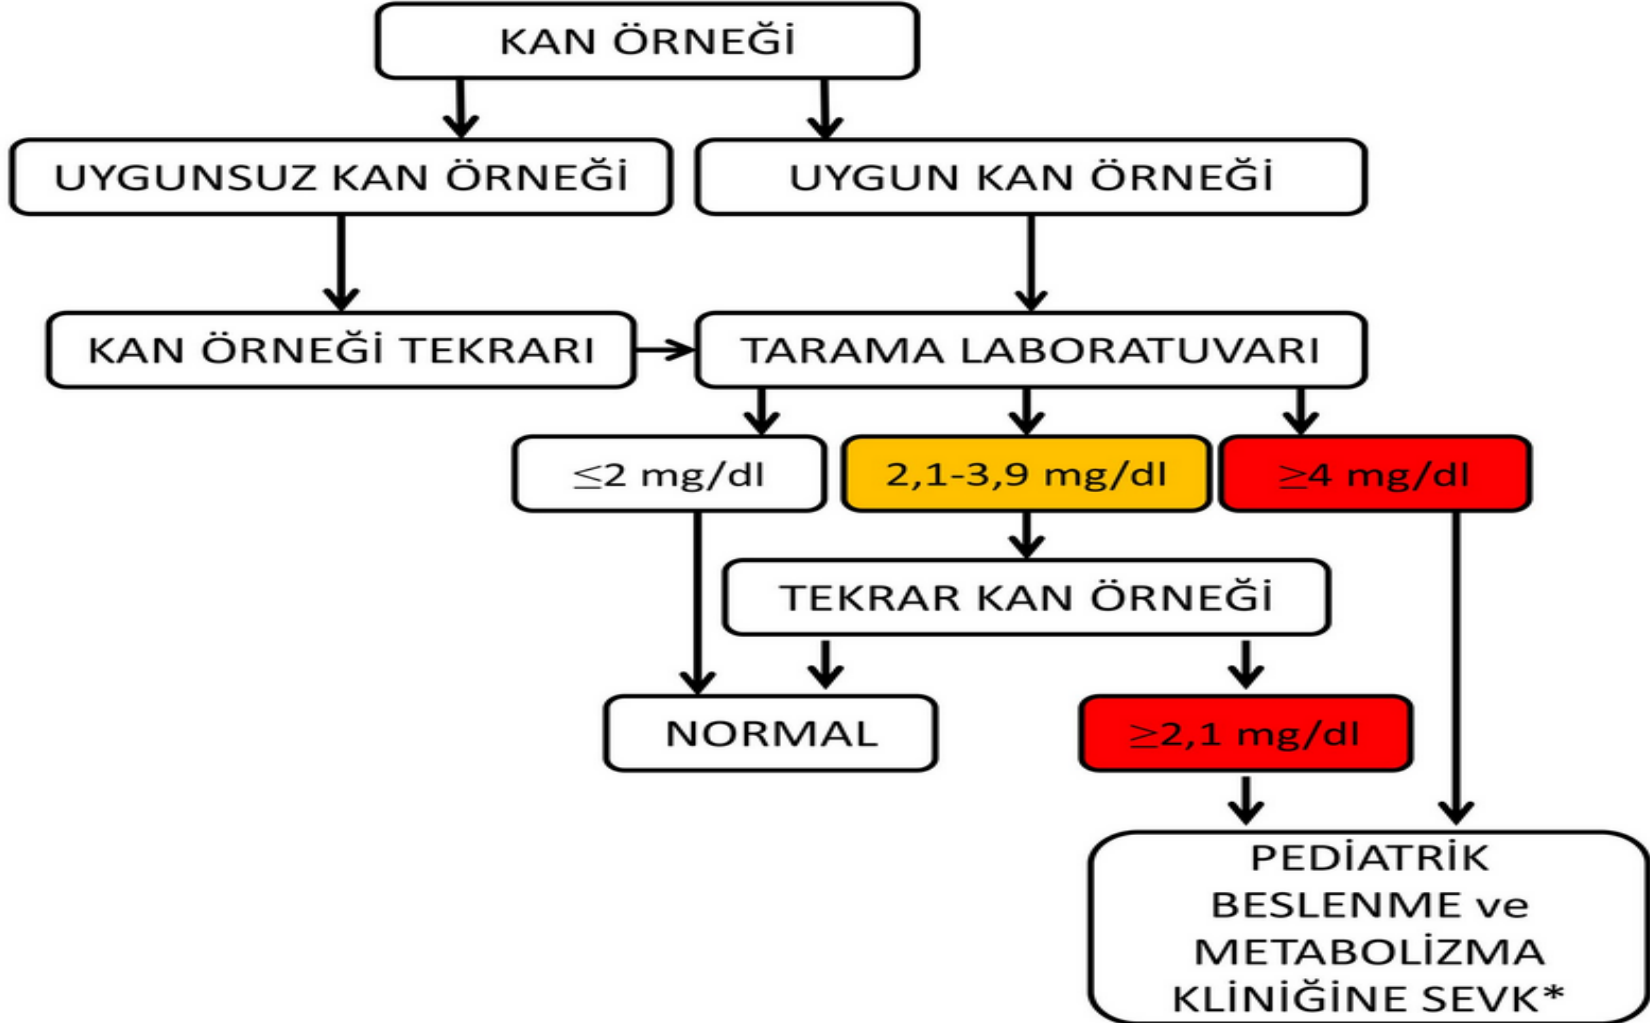 KAN ÖRNEĞİ
UYGUNSUZ KAN ÖRNEĞİ
UYGUN KAN ÖRNEĞİ
KAN ÖRNEĞİ TEKRARI
TARAMA LABORATUVARI
≤2 mg/dl
2,1-3,9 mg/dl
≥4 mg/dl
TEKRAR KAN ÖRNEĞİ
NORMAL
≥2,1 mg/dl
PEDİATRİK
BESLENME ve
METABOLİZMA
KLİNİĞİNE SEVK*